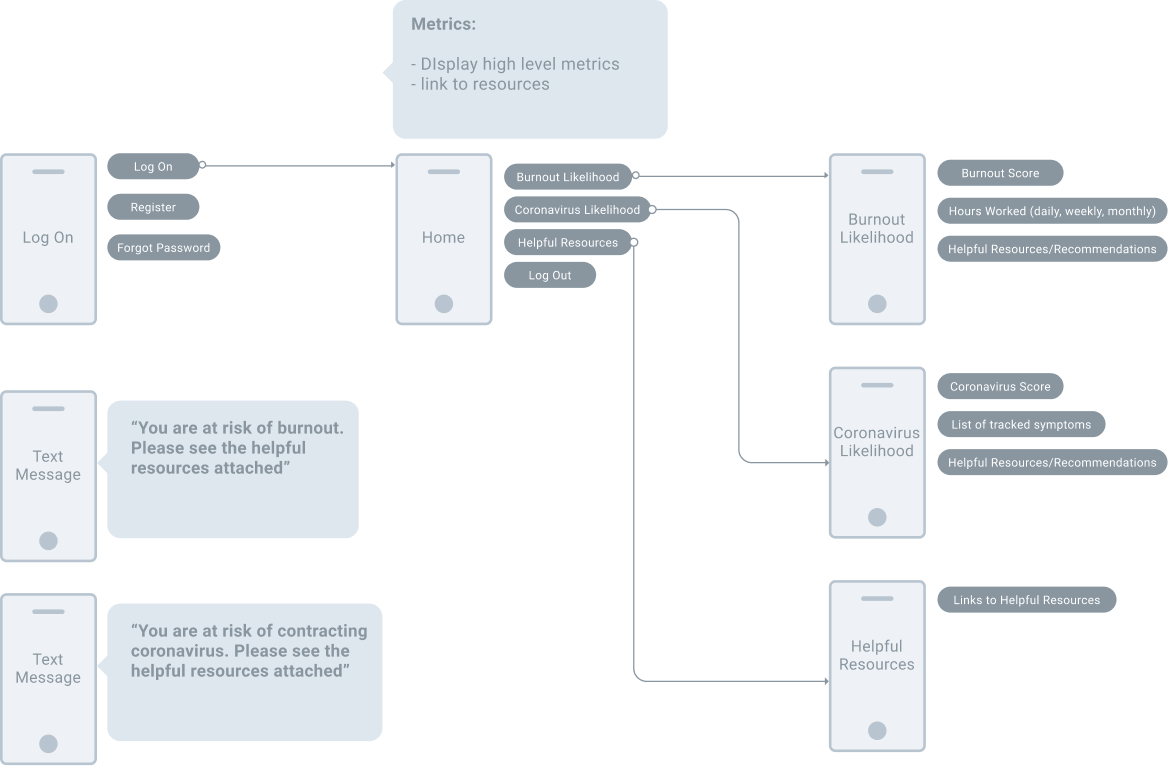 Metrics:
- DIsplay high level metrics
- link to resources
Log On
Log On
Register
Forgot Password
Home
Burnout Likelihood
Coronavirus Likelihood
Helpful Resources
Log Out
Burnout
Likelihood
Burnout Score
Hours Worked (daily, weekly, monthly)
Helpful Resources/Recommendations
Text
Message
“You are at risk of burnout.
Please see the helpful
resources attached”
Coronavirus
Likelihood
Coronavirus Score
List of tracked symptoms
Helpful Resources/Recommendations
Text
Message
“You are at risk of contracting
coronavirus. Please see the
helpful resources attached”
Helpful
Resources
Links to Helpful Resources